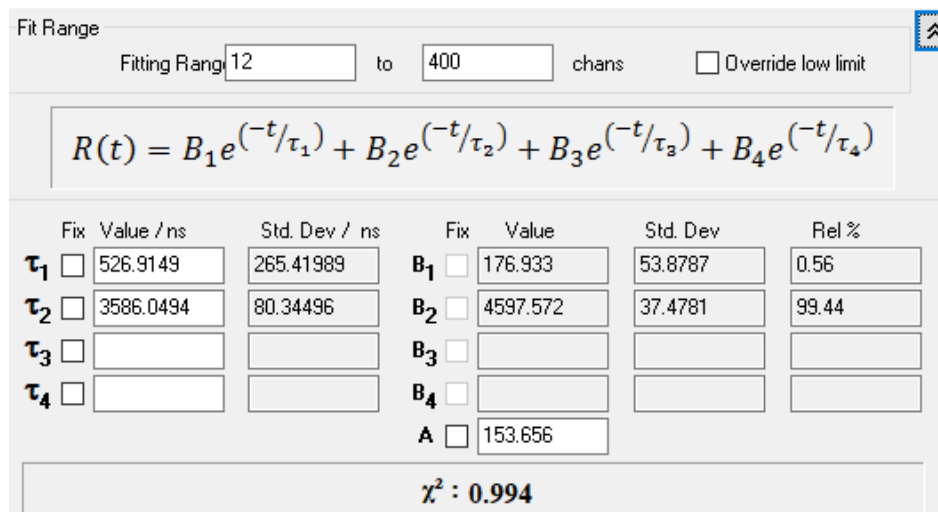 Fit Range
Fitting Rang 12 to 400 chans Override low limit
R(t) = B₁e^(−t/τ₁) + B₂e^(−t/τ₂) + B₃e^(−t/τ₃) + B₄e^(−t/τ₄)
Fix Value / ns Std. Dev / ns Fix Value Std. Dev Rel %
τ₁ 526.9149 265.41989 B₁ 176.933 53.8787 0.56
τ₂ 3586.0494 80.34496 B₂ 4597.572 37.4781 99.44
τ₃ B₃
τ₄ B₄
A 153.656
χ² : 0.994